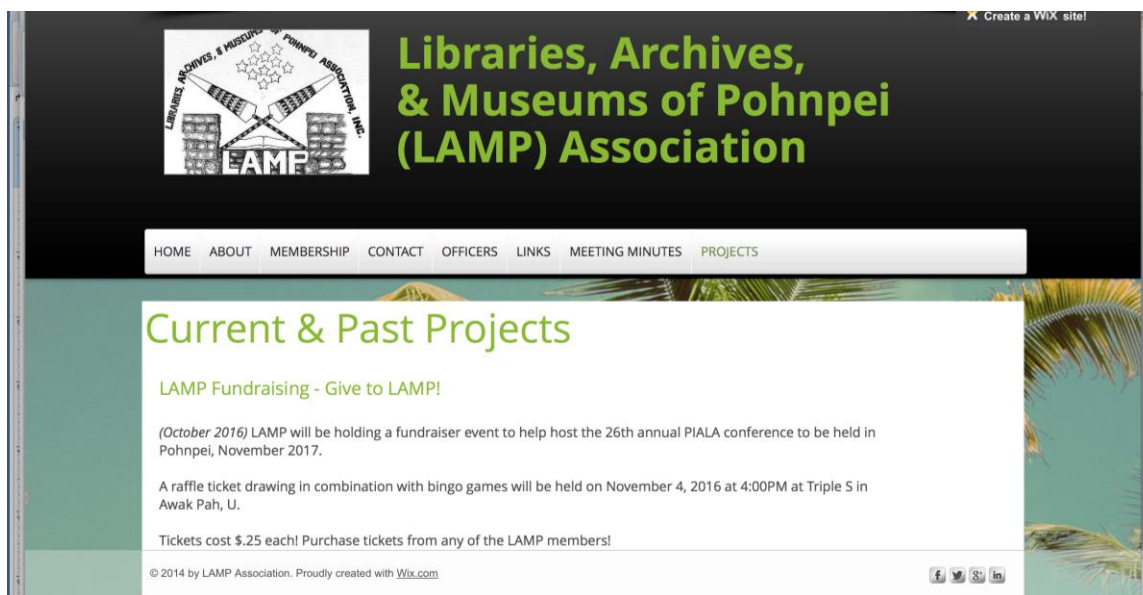 Create a WiX site!
LIBRARIES, ARCHIVES, & MUSEUMS OF POHNPEI ASSOCIATION, INC.
LAMP
Libraries, Archives,
& Museums of Pohnpei
(LAMP) Association
HOME ABOUT MEMBERSHIP CONTACT OFFICERS LINKS MEETING MINUTES PROJECTS
Current & Past Projects
LAMP Fundraising - Give to LAMP!
(October 2016) LAMP will be holding a fundraiser event to help host the 26th annual PIALA conference to be held in
Pohnpei, November 2017.
A raffle ticket drawing in combination with bingo games will be held on November 4, 2016 at 4:00PM at Triple S in
Awak Pah, U.
Tickets cost $.25 each! Purchase tickets from any of the LAMP members!
© 2014 by LAMP Association. Proudly created with Wix.com